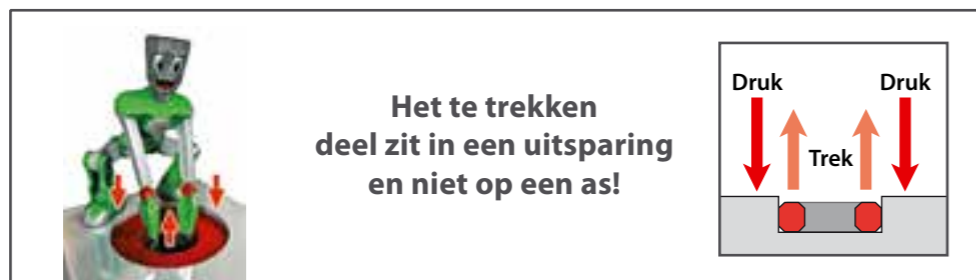 Het te trekken
deel zit in een uitsparing
en niet op een as!
Druk Druk
Trek